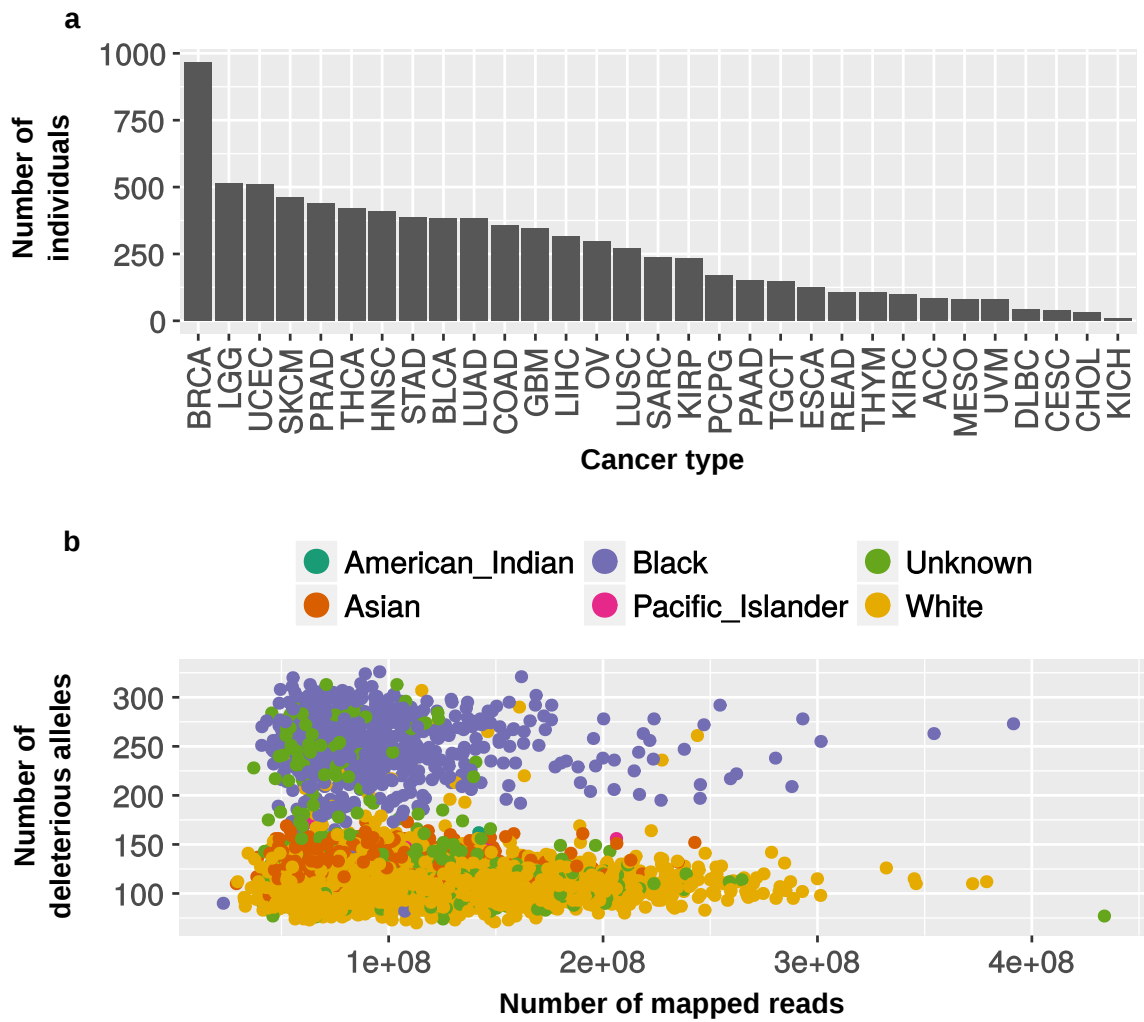 a
Number of
individuals
1000
750
500
250
0
BRCA
LGG
UCEC
SKCM
PRAD
THCA
HNSC
STAD
BLCA
LUAD
COAD
GBM
LIHC
OV
LUSC
SARC
KIRP
PCPG
PAAD
TGCT
ESCA
READ
THYM
KIRC
ACC
MESO
UVM
DLBC
CESC
CHOL
KICH
Cancer type
b
American_Indian Black Unknown
Asian Pacific_Islander White
Number of
deleterious alleles
300
250
200
150
100
1e+08 2e+08 3e+08 4e+08
Number of mapped reads